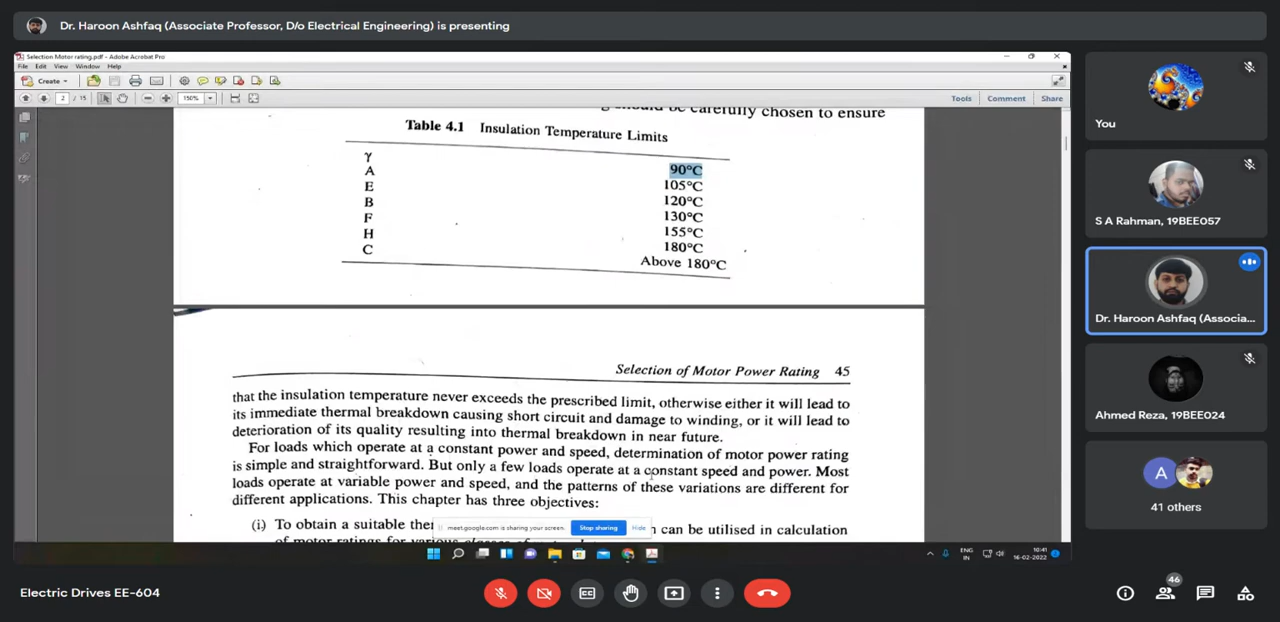 Dr. Haroon Ashfaq (Associate Professor, D/o Electrical Engineering) is presenting
Selection Motor rating.pdf - Adobe Acrobat Pro
File Edit View Window Help
Create
2 / 15
150%
Tools Comment Share
g should be carefully chosen to ensure
Table 4.1 Insulation Temperature Limits
γ
A 90°C
E 105°C
B 120°C
F 130°C
H 155°C
C 180°C
Above 180°C
Selection of Motor Power Rating 45
that the insulation temperature never exceeds the prescribed limit, otherwise either it will lead to
its immediate thermal breakdown causing short circuit and damage to winding, or it will lead to
deterioration of its quality resulting into thermal breakdown in near future.
For loads which operate at a constant power and speed, determination of motor power rating
is simple and straightforward. But only a few loads operate at a constant speed and power. Most
loads operate at variable power and speed, and the patterns of these variations are different for
different applications. This chapter has three objectives:
(i) To obtain a suitable ther
n can be utilised in calculation
of motor ratings for various classes of
meet.google.com is sharing your screen.
Stop sharing
Hide
ENG
IN
10:41
16-02-2022
You
S A Rahman, 19BEE057
Dr. Haroon Ashfaq (Associa...
Ahmed Reza, 19BEE024
A
41 others
Electric Drives EE-604
46